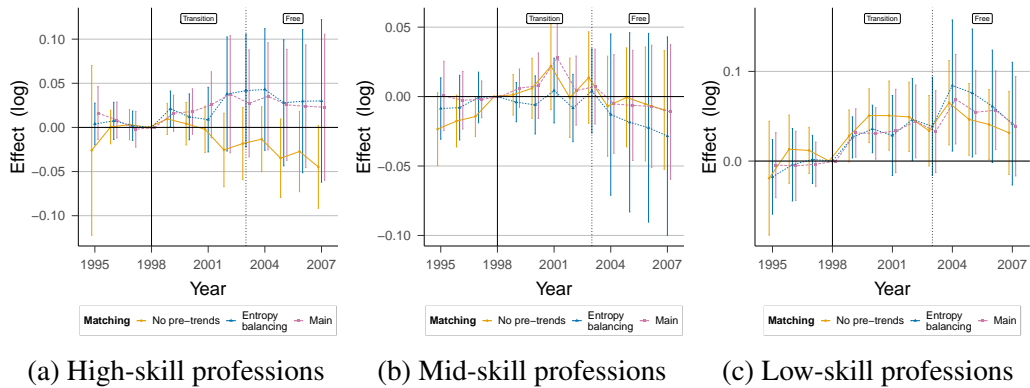 Transition
Free
0.10
0.05
0.00
−0.05
−0.10
Effect (log)
1995
1998
2001
2004
2007
Year
Matching
No pre−trends
Entropy
balancing
Main
(a) High-skill professions
Transition
Free
0.05
0.00
−0.05
−0.10
Effect (log)
1995
1998
2001
2004
2007
Year
Matching
No pre−trends
Entropy
balancing
Main
(b) Mid-skill professions
Transition
Free
0.1
0.0
Effect (log)
1995
1998
2001
2004
2007
Year
Matching
No pre−trends
Entropy
balancing
Main
(c) Low-skill professions